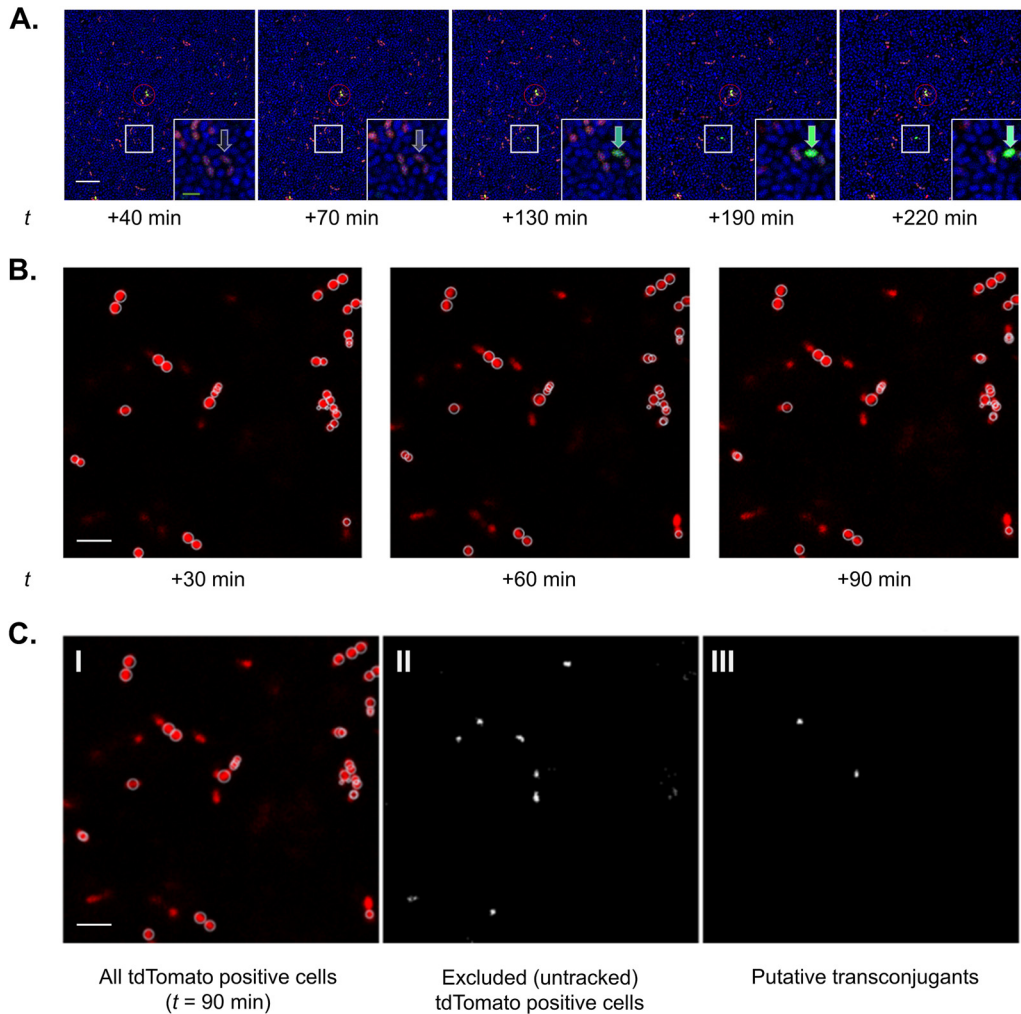 A.
t
+40 min
+70 min
+130 min
+190 min
+220 min
B.
t
+30 min
+60 min
+90 min
C.
I
II
III
All tdTomato positive cells
(t = 90 min)
Excluded (untracked)
tdTomato positive cells
Putative transconjugants